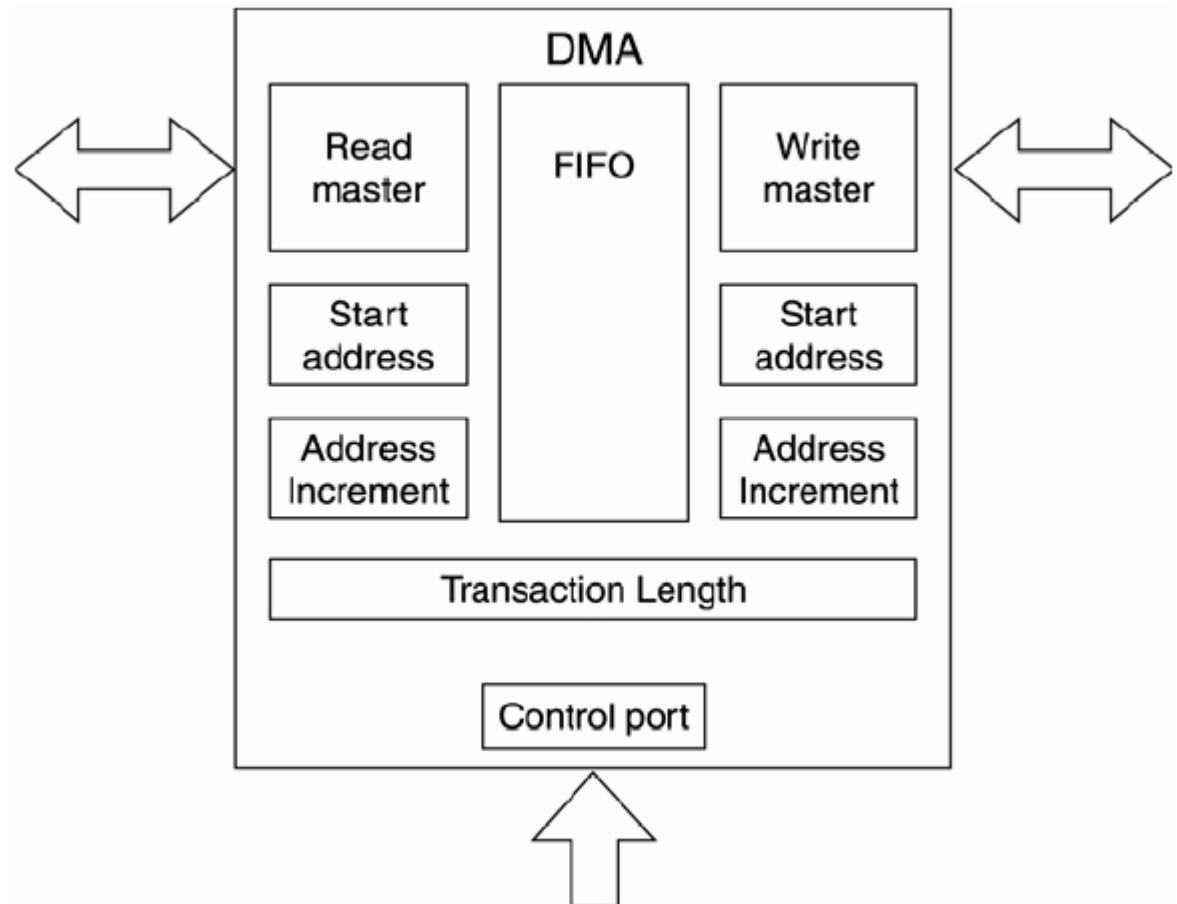 DMA
Read
master
FIFO
Write
master
Start
address
Start
address
Address
Increment
Address
Increment
Transaction Length
Control port